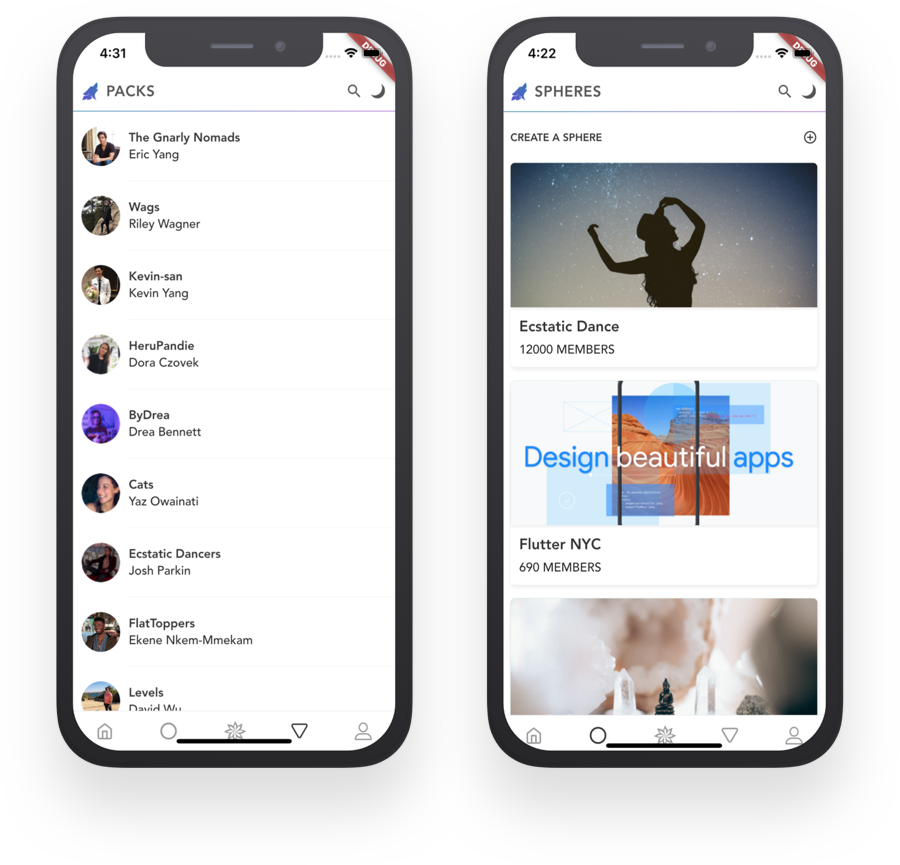 4:31
DEBUG
PACKS
The Gnarly Nomads
Eric Yang
Wags
Riley Wagner
Kevin-san
Kevin Yang
HeruPandie
Dora Czovek
ByDrea
Drea Bennett
Cats
Yaz Owainati
Ecstatic Dancers
Josh Parkin
FlatToppers
Ekene Nkem-Mmekam
Levels
David Wu
4:22
DEBUG
SPHERES
CREATE A SPHERE
Ecstatic Dance
12000 MEMBERS
Design beautiful apps
Flutter NYC
690 MEMBERS